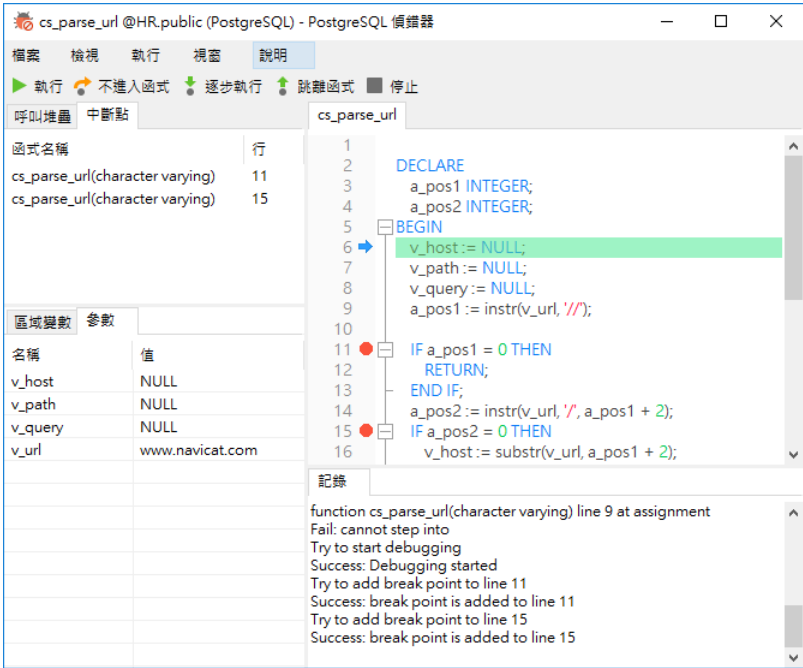 cs_parse_url @HR.public (PostgreSQL) - PostgreSQL 偵錯器
檔案 檢視 執行 視窗 說明
執行 不進入函式 逐步執行 跳離函式 停止
呼叫堆疊 中斷點
函式名稱 行
cs_parse_url(character varying) 11
cs_parse_url(character varying) 15
cs_parse_url
1
2 DECLARE
3 a_pos1 INTEGER;
4 a_pos2 INTEGER;
5 BEGIN
6 v_host := NULL;
7 v_path := NULL;
8 v_query := NULL;
9 a_pos1 := instr(v_url, '//');
10
11 IF a_pos1 = 0 THEN
12 RETURN;
13 END IF;
14 a_pos2 := instr(v_url, '/', a_pos1 + 2);
15 IF a_pos2 = 0 THEN
16 v_host := substr(v_url, a_pos1 + 2);
區域變數 參數
名稱 值
v_host NULL
v_path NULL
v_query NULL
v_url www.navicat.com
記錄
function cs_parse_url(character varying) line 9 at assignment
Fail: cannot step into
Try to start debugging
Success: Debugging started
Try to add break point to line 11
Success: break point is added to line 11
Try to add break point to line 15
Success: break point is added to line 15